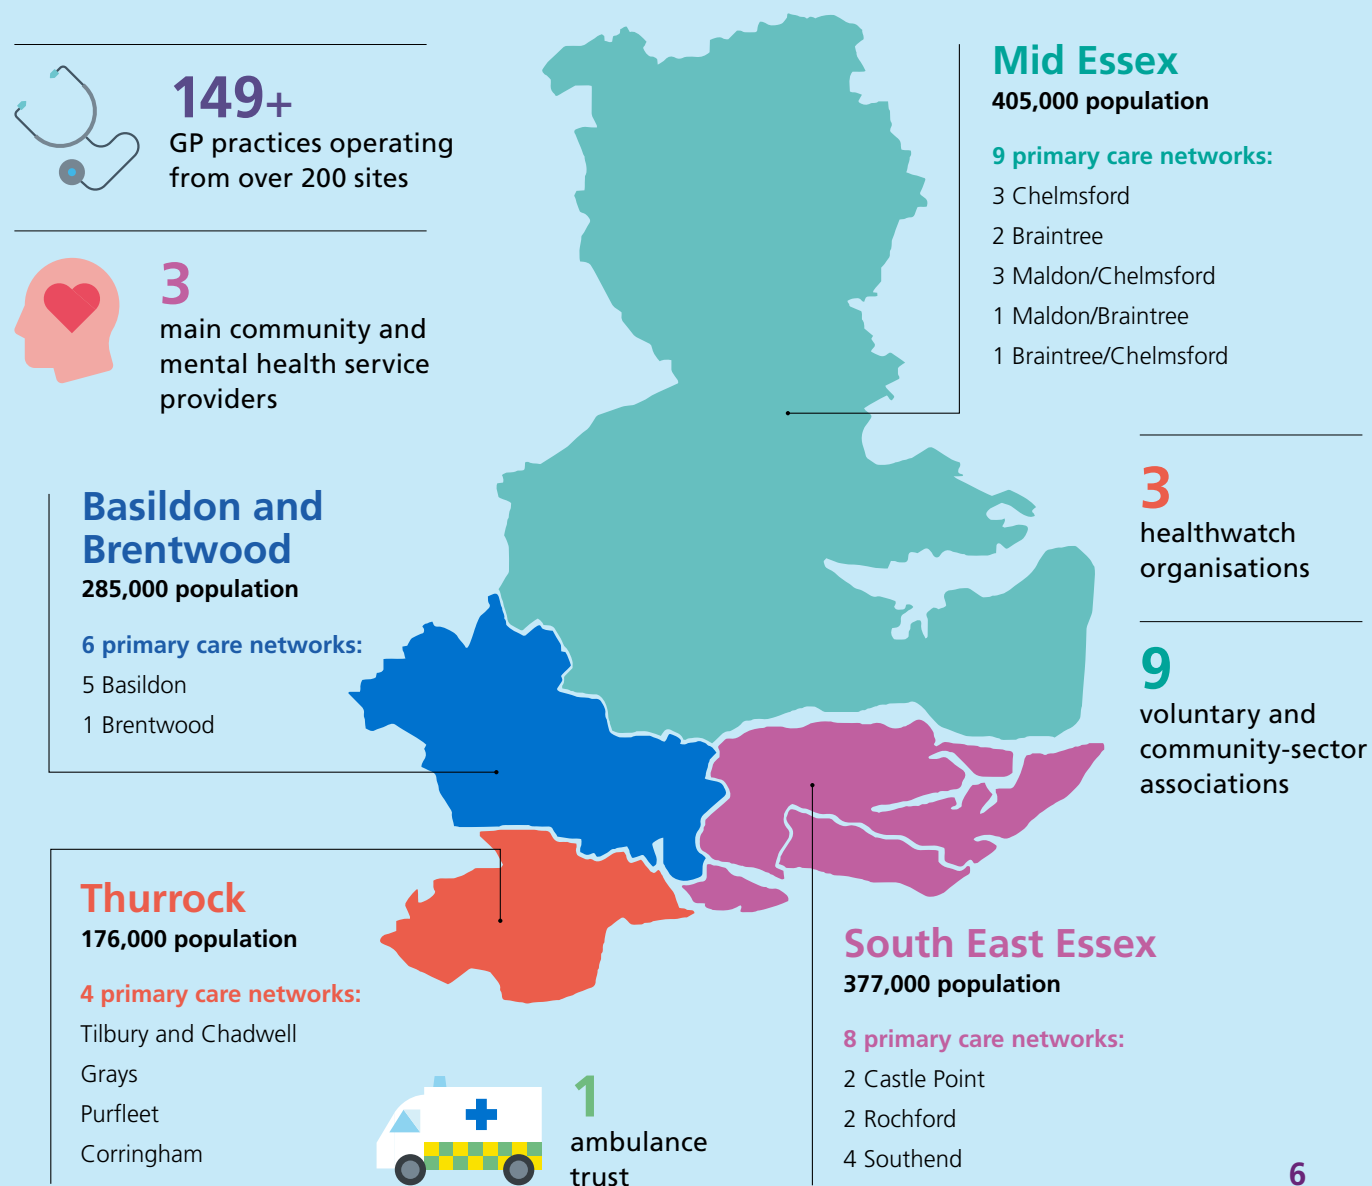 149+
GP practices operating
from over 200 sites
3
main community and
mental health service
providers
Mid Essex
405,000 population
9 primary care networks:
3 Chelmsford
2 Braintree
3 Maldon/Chelmsford
1 Maldon/Braintree
1 Braintree/Chelmsford
3
healthwatch
organisations
9
voluntary and
community-sector
associations
Basildon and
Brentwood
285,000 population
6 primary care networks:
5 Basildon
1 Brentwood
Thurrock
176,000 population
4 primary care networks:
Tilbury and Chadwell
Grays
Purfleet
Corringham
1
ambulance
trust
South East Essex
377,000 population
8 primary care networks:
2 Castle Point
2 Rochford
4 Southend
6